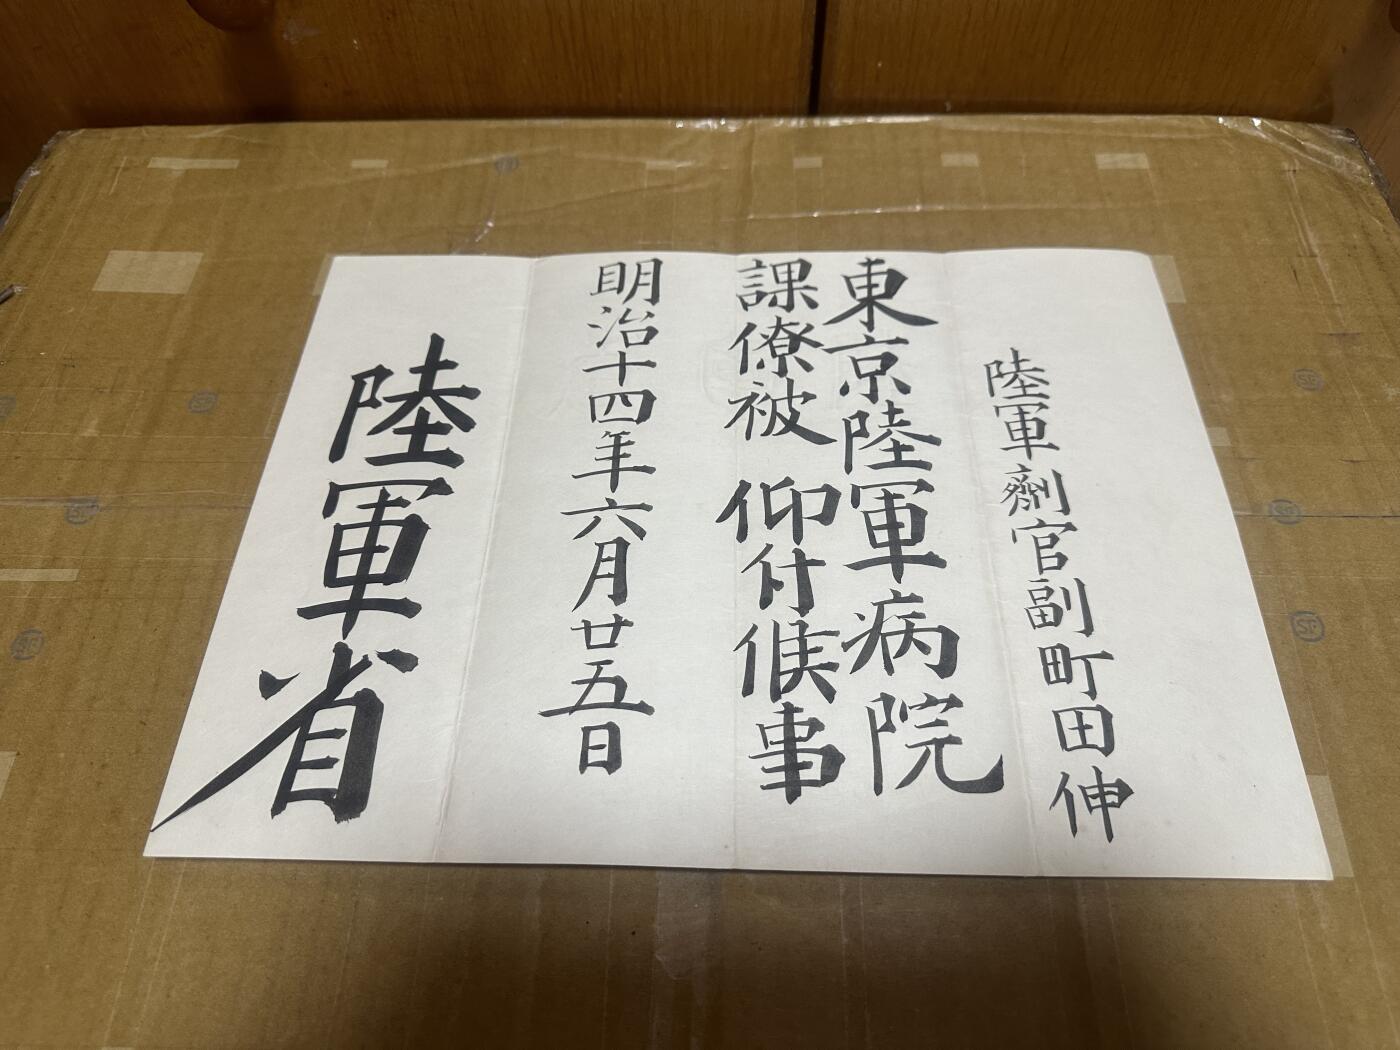 陸軍劑官副町田伸
東京陸軍病院
課僚被 仰付候事
明治十四年六月廿五日
陸軍省